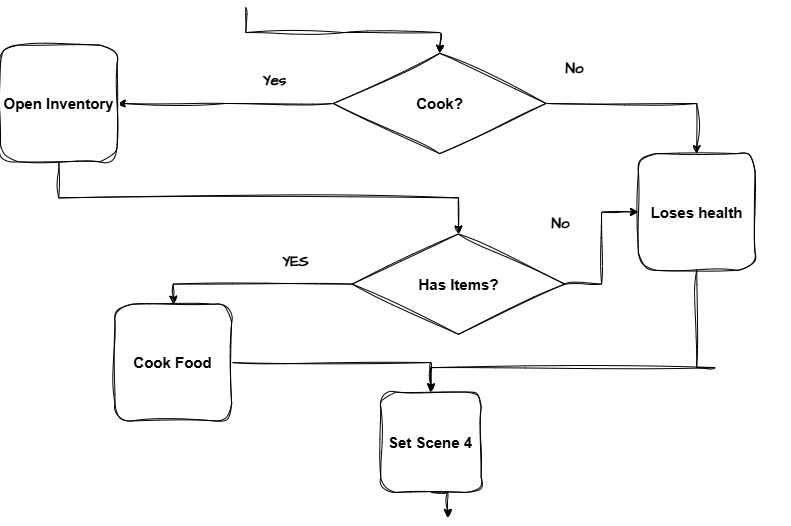 Yes
No
Open Inventory
Cook?
Loses health
No
YES
Has Items?
Cook Food
Set Scene 4